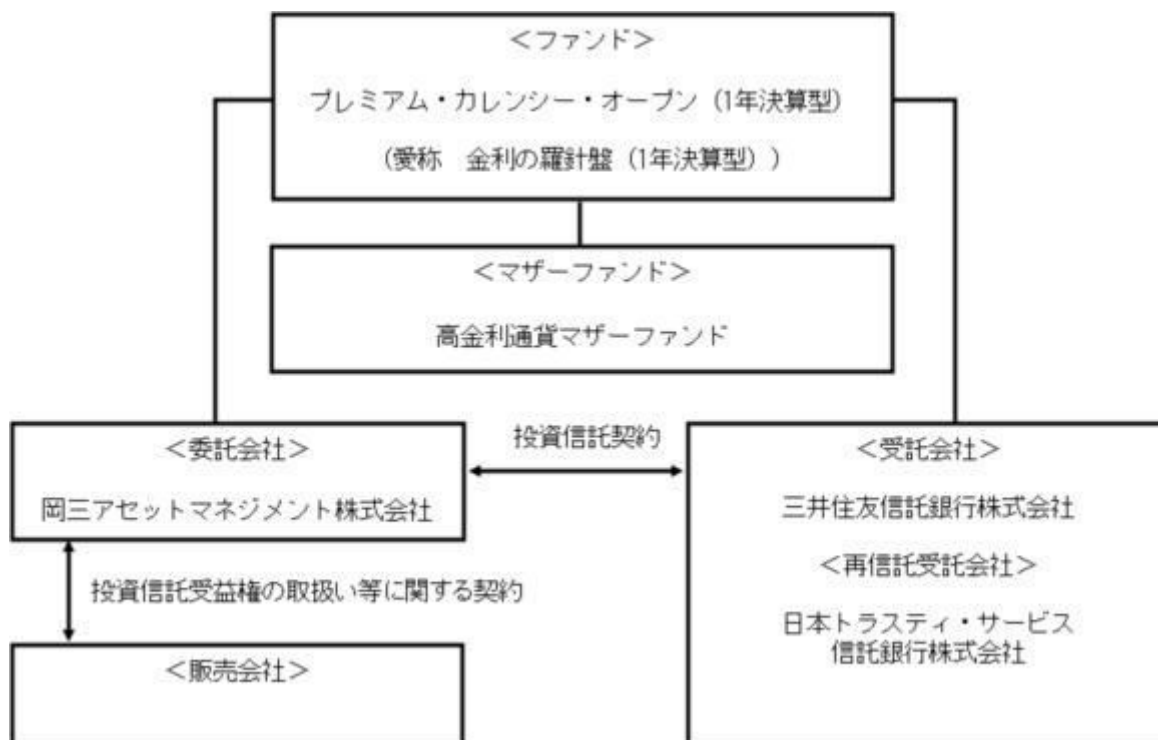 ＜ファンド＞
プレミアム・カレンシー・オープン（1年決算型）
（愛称　金利の羅針盤（1年決算型））
＜マザーファンド＞
高金利通貨マザーファンド
＜委託会社＞
岡三アセットマネジメント株式会社
投資信託契約
＜受託会社＞
三井住友信託銀行株式会社
＜再信託受託会社＞
日本トラスティ・サービス
信託銀行株式会社
投資信託受益権の取扱い等に関する契約
＜販売会社＞